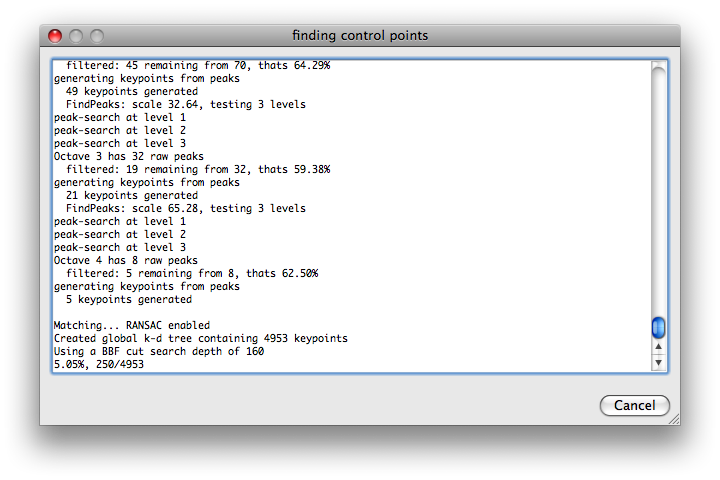 finding control points
filtered: 45 remaining from 70, thats 64.29%
generating keypoints from peaks
49 keypoints generated
FindPeaks: scale 32.64, testing 3 levels
peak-search at level 1
peak-search at level 2
peak-search at level 3
Octave 3 has 32 raw peaks
filtered: 19 remaining from 32, thats 59.38%
generating keypoints from peaks
21 keypoints generated
FindPeaks: scale 65.28, testing 3 levels
peak-search at level 1
peak-search at level 2
peak-search at level 3
Octave 4 has 8 raw peaks
filtered: 5 remaining from 8, thats 62.50%
generating keypoints from peaks
5 keypoints generated
Matching... RANSAC enabled
Created global k-d tree containing 4953 keypoints
Using a BBF cut search depth of 160
5.05%, 250/4953
Cancel